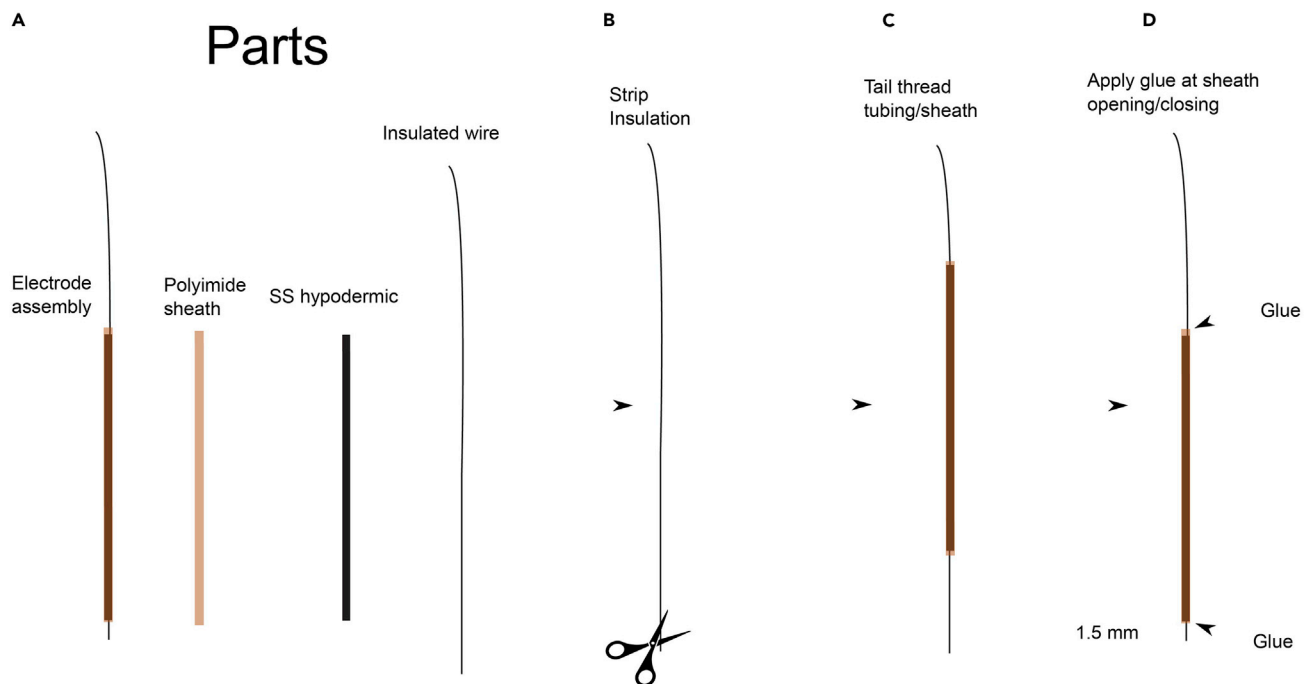 A
Parts
Insulated wire
Electrode
assembly
Polyimide
sheath
SS hypodermic
B
Strip
Insulation
C
Tail thread
tubing/sheath
D
Apply glue at sheath
opening/closing
Glue
1.5 mm
Glue